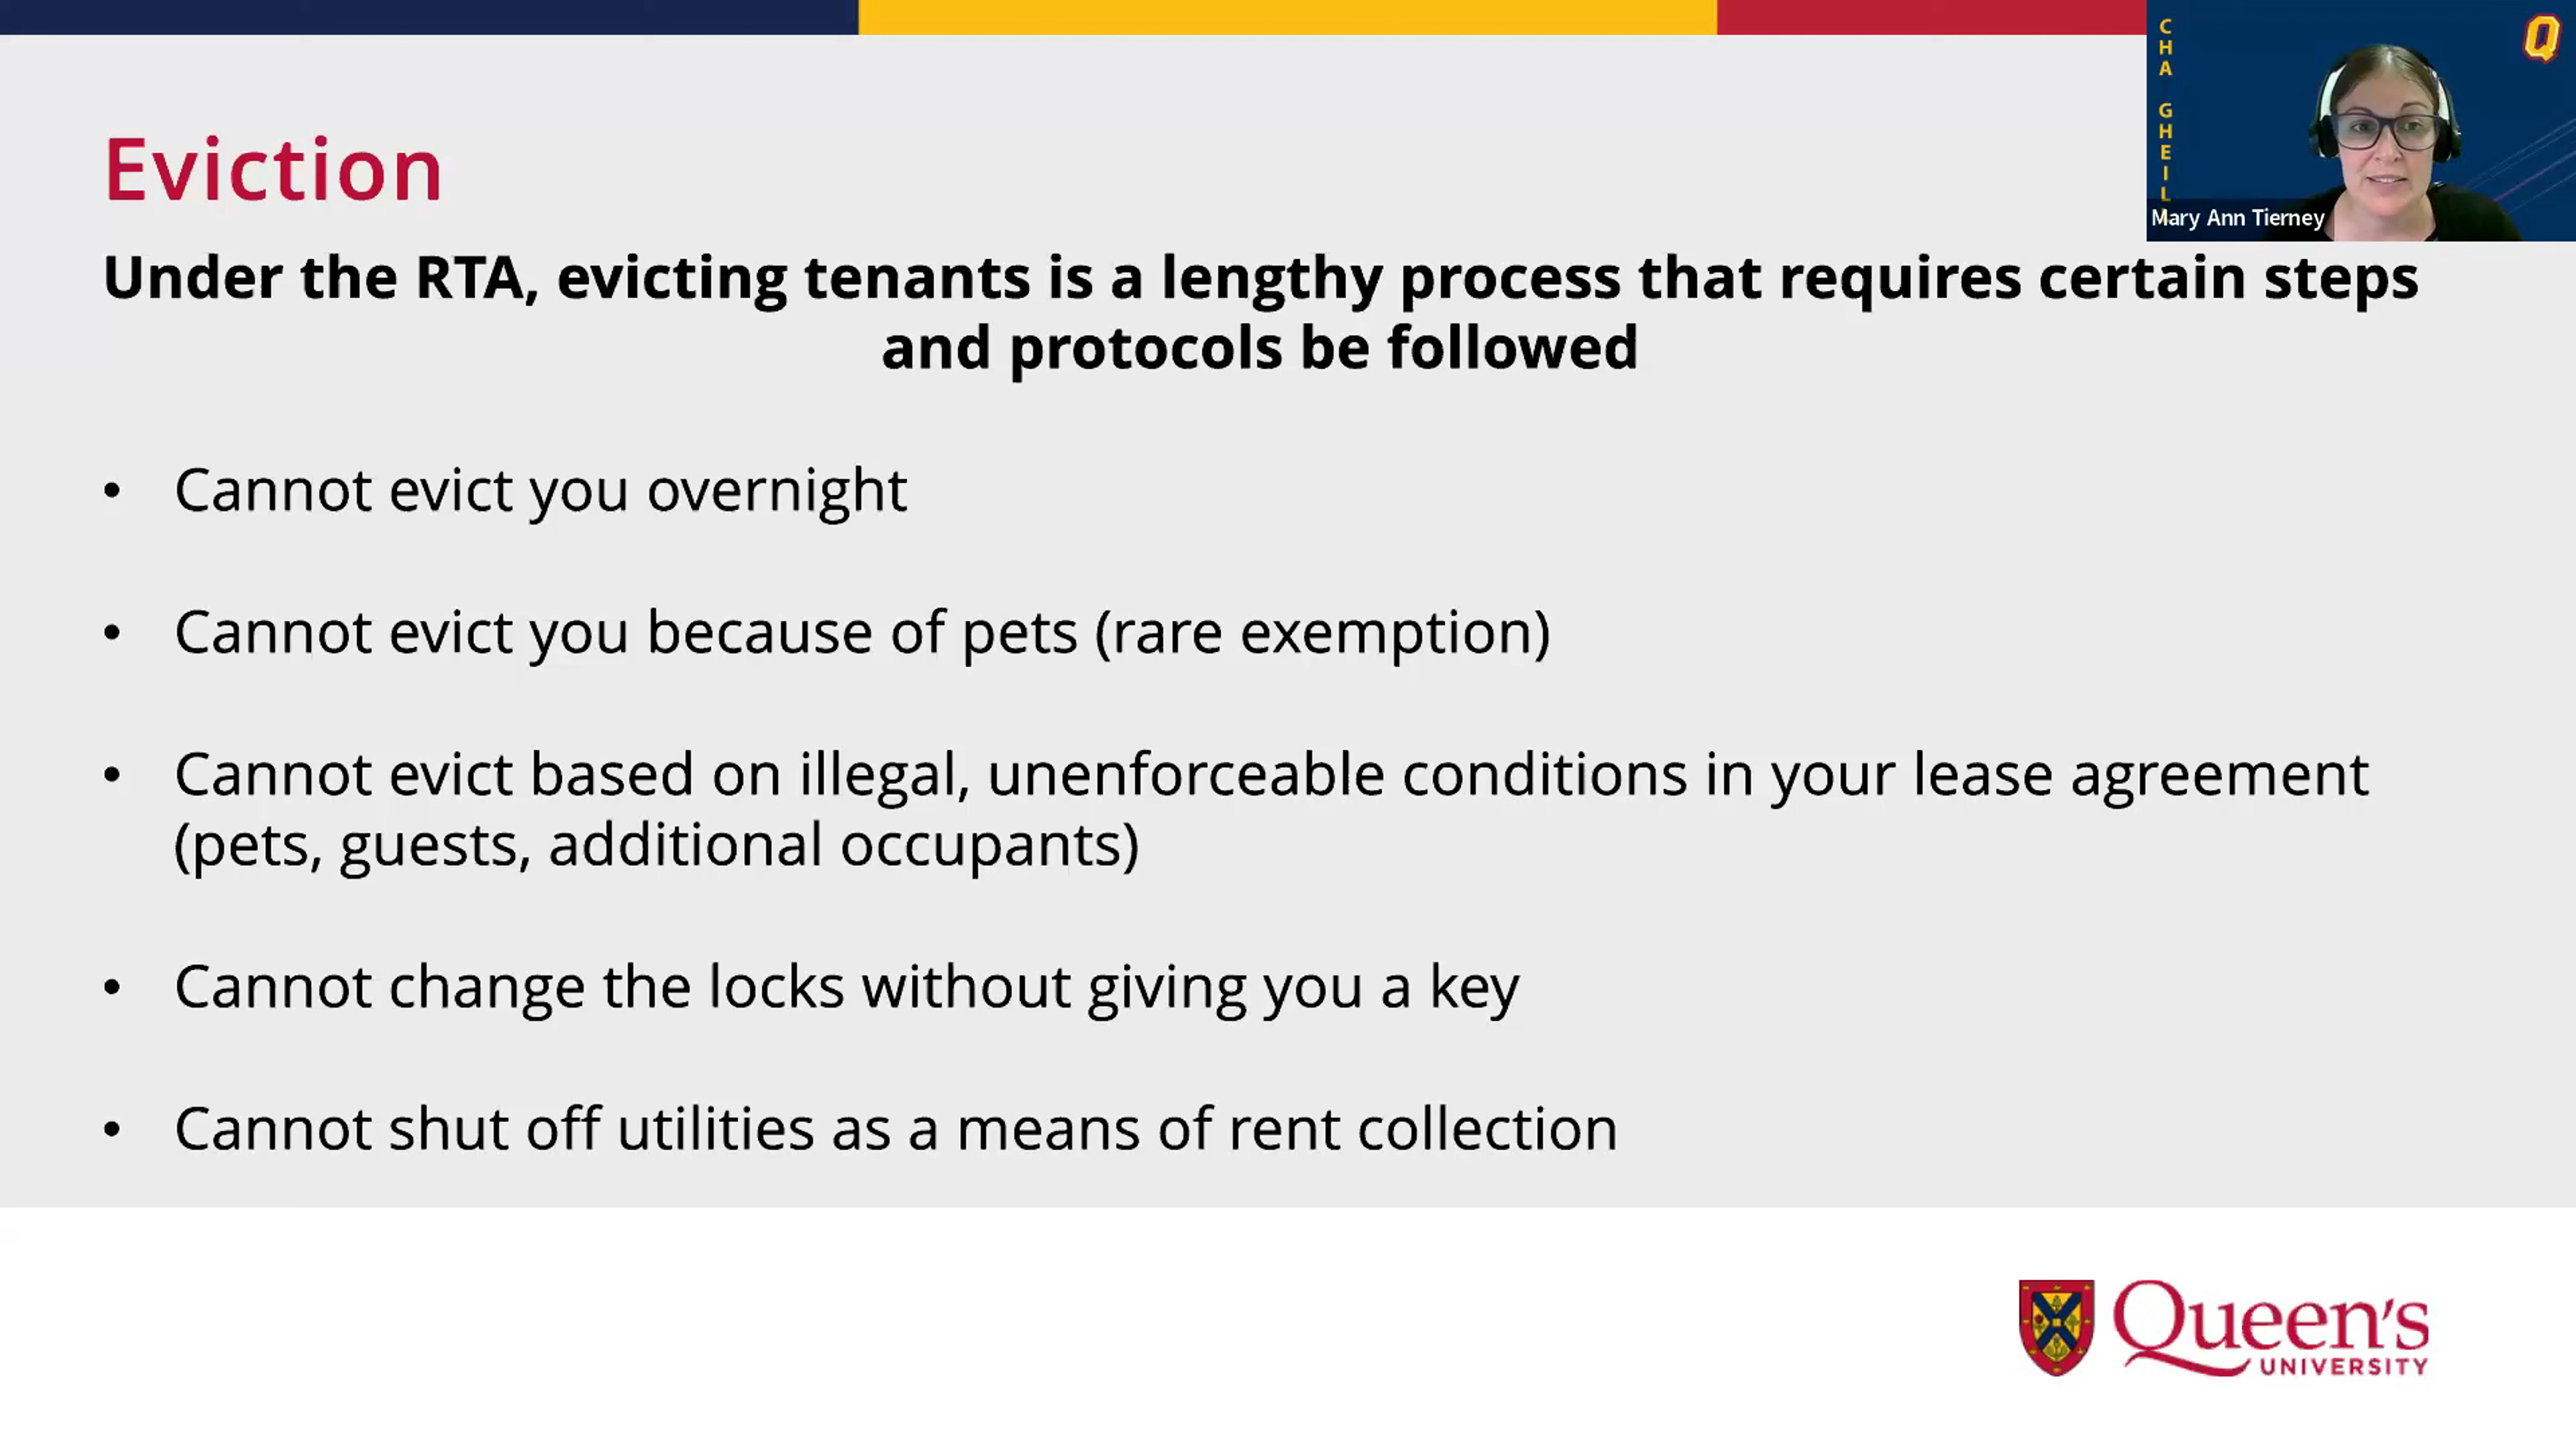 Eviction
Under the RTA, evicting tenants is a lengthy process that requires certain steps
and protocols be followed
• Cannot evict you overnight
• Cannot evict you because of pets (rare exemption)
• Cannot evict based on illegal, unenforceable conditions in your lease agreement
(pets, guests, additional occupants)
• Cannot change the locks without giving you a key
• Cannot shut off utilities as a means of rent collection
CHA GHEIL
Q
Mary Ann Tierney
Queen's
UNIVERSITY